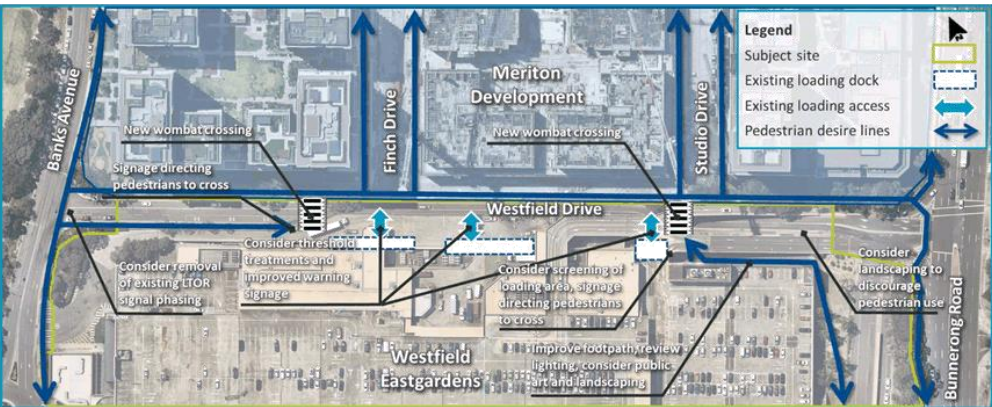 Legend
Subject site
Existing loading dock
Existing loading access
Pedestrian desire lines
Banks Avenue
Finch Drive
Meriton
Development
Studio Drive
New wombat crossing
New wombat crossing
Signage directing
pedestrians to cross
Westfield Drive
Consider removal
of existing LTOR
signal phasing
Consider threshold
treatments and
improved warning
signage
Consider screening of
loading area, signage
directing pedestrians
to cross
Consider
landscaping to
discourage
pedestrian use
Westfield
Eastgardens
Improve footpath, review
lighting, consider public
art and landscaping
Bunnerong Road